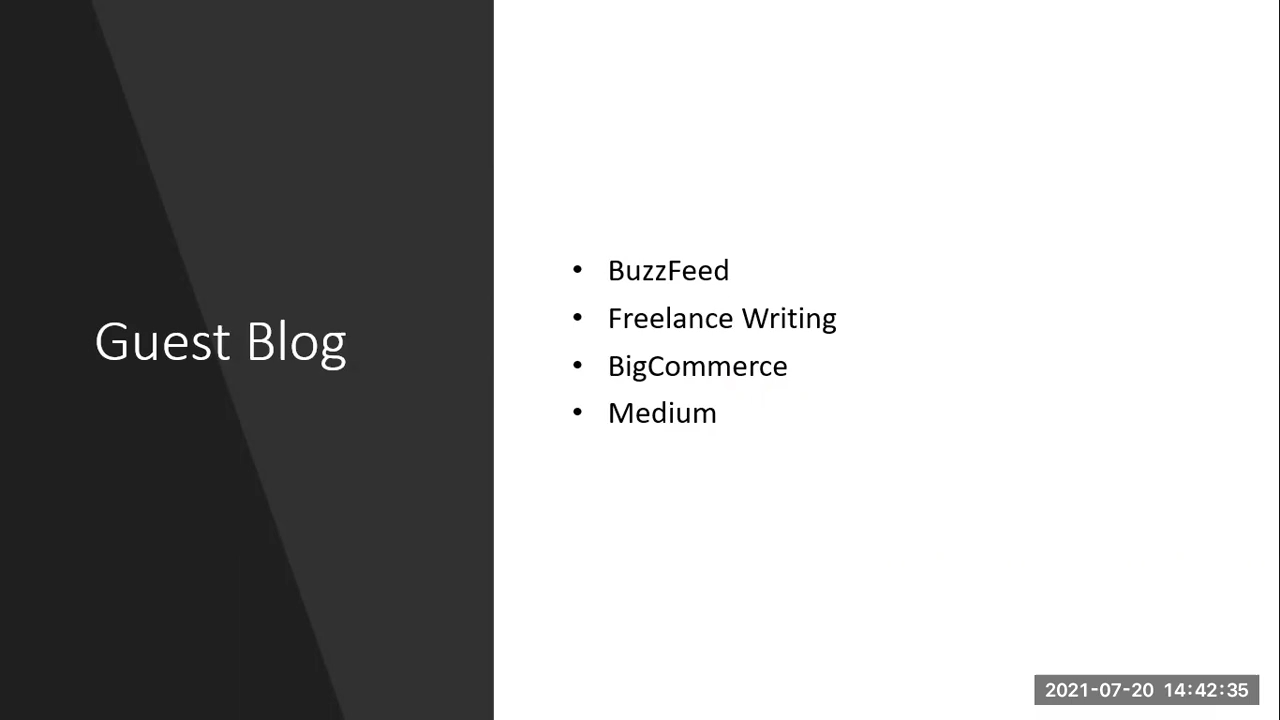 Guest Blog
• BuzzFeed
• Freelance Writing
• BigCommerce
• Medium
2021-07-20 14:42:35